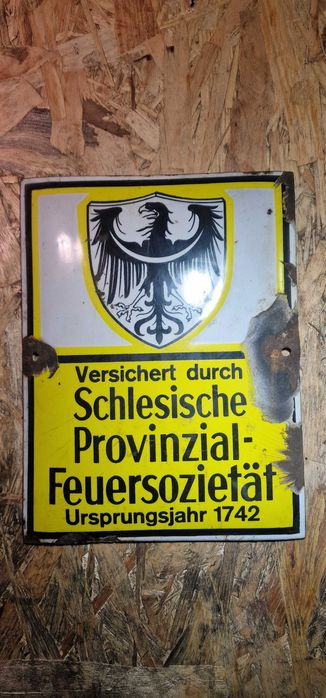 Versichert durch
Schlesische
Provinzial-
Feuersozietät
Ursprungsjahr 1742